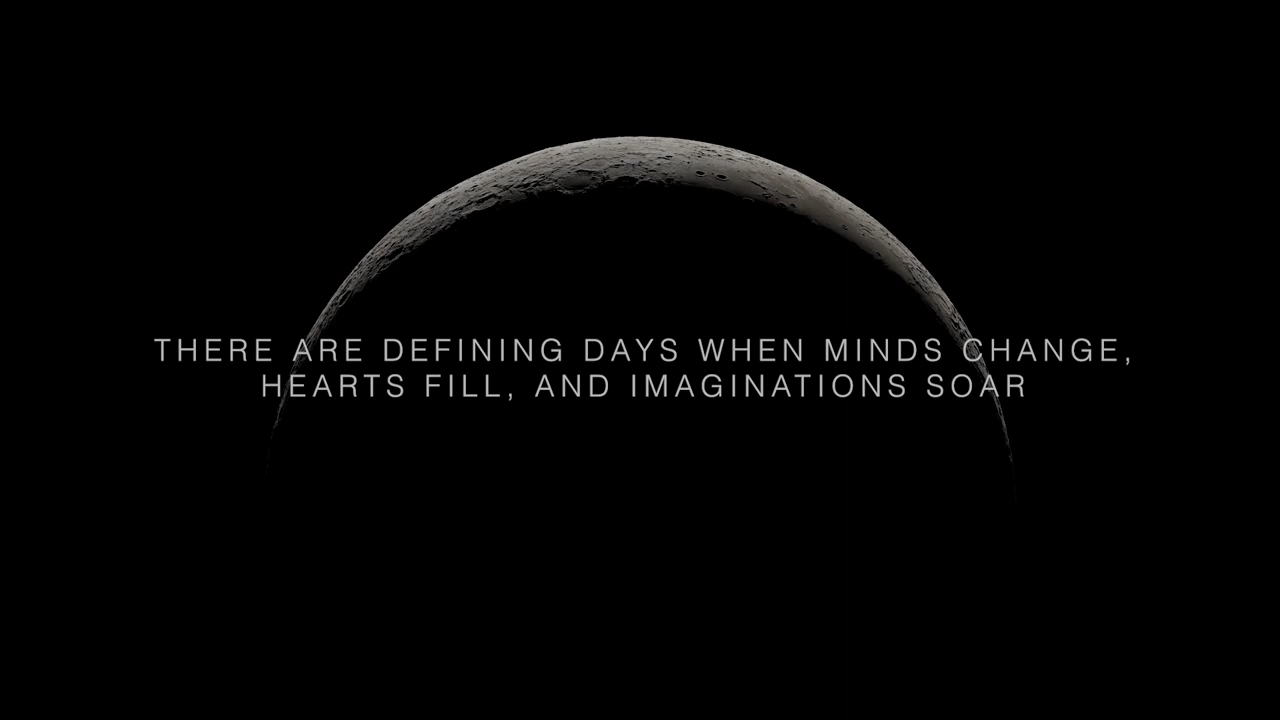 THERE ARE DEFINING DAYS WHEN MINDS CHANGE,
HEARTS FILL, AND IMAGINATIONS SOAR